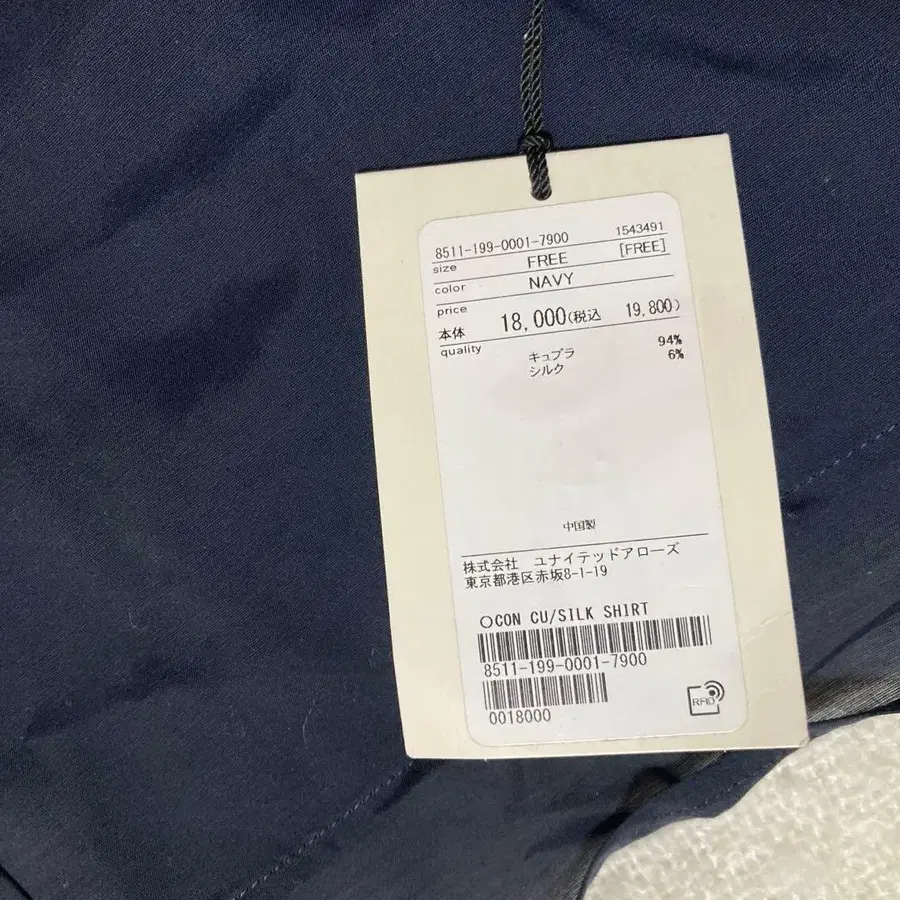 8511-199-0001-7900 1543491
size FREE [FREE]
color NAVY
price
本体 18,000(税込 19,800)
quality
キュプラ 94%
シルク 6%
中国製
株式会社 ユナイテッドアローズ
東京都港区赤坂8-1-19
○CON CU/SILK SHIRT
8511-199-0001-7900
0018000
RFID